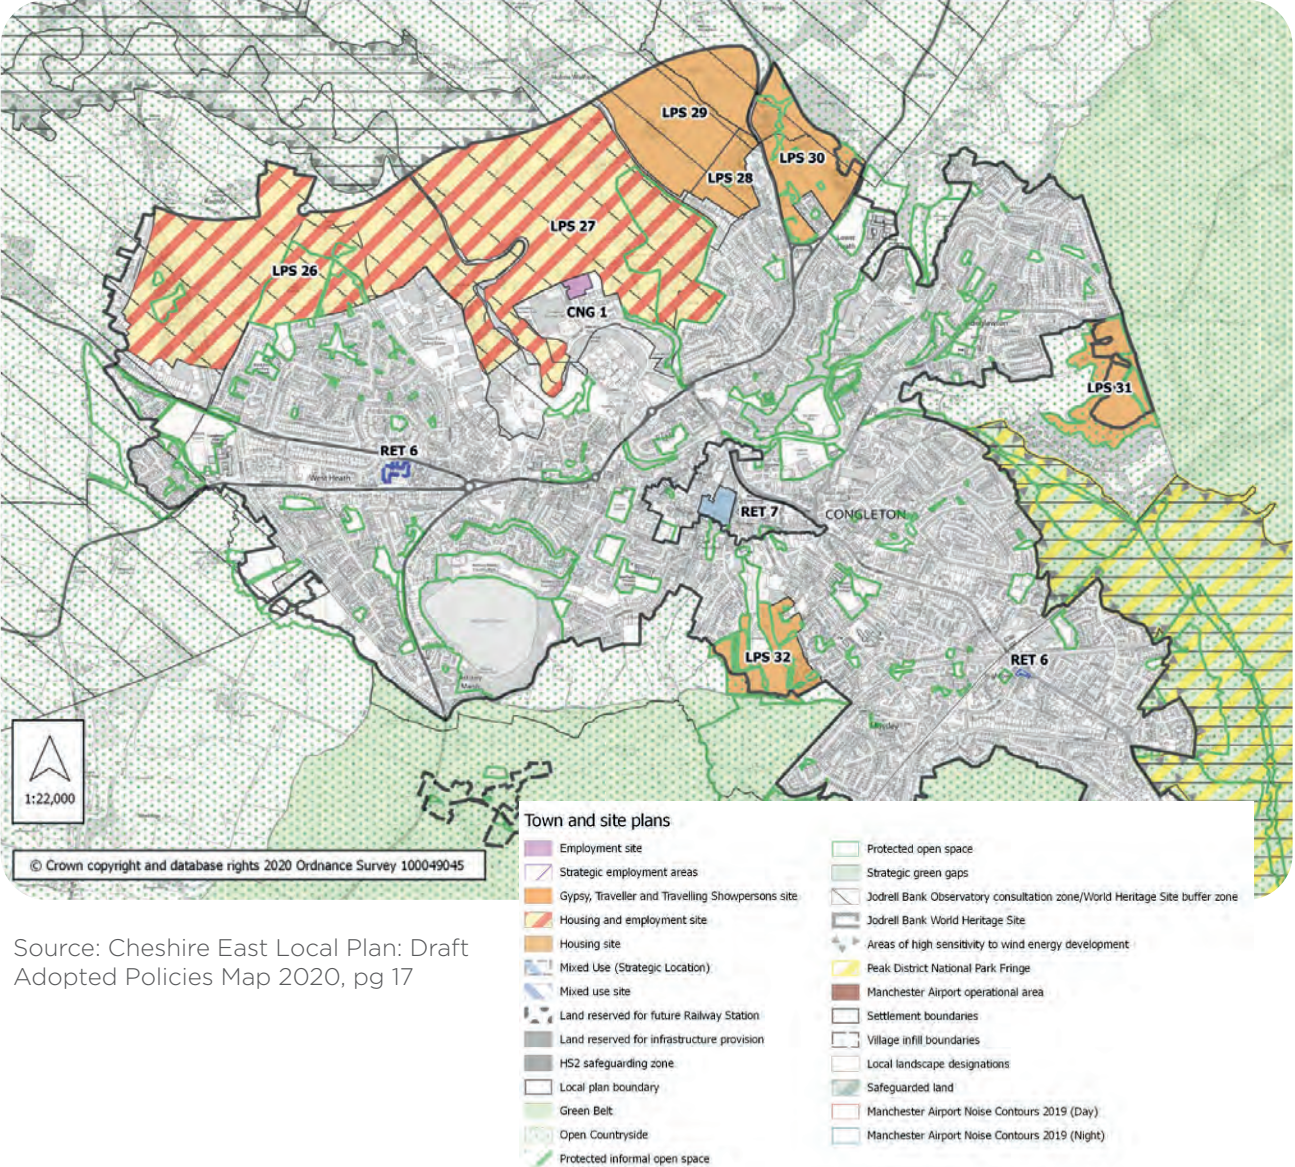 LPS 29
LPS 30
LPS 28
LPS 27
LPS 26
CNG 1
LPS 31
RET 6
West Heath
RET 7
CONGLETON
LPS 32
RET 6
Mossley
1:22,000
© Crown copyright and database rights 2020 Ordnance Survey 100049045
Source: Cheshire East Local Plan: Draft
Adopted Policies Map 2020, pg 17
Town and site plans
Employment site
Strategic employment areas
Gypsy, Traveller and Travelling Showpersons site
Housing and employment site
Housing site
Mixed Use (Strategic Location)
Mixed use site
Land reserved for future Railway Station
Land reserved for infrastructure provision
HS2 safeguarding zone
Local plan boundary
Green Belt
Open Countryside
Protected informal open space
Protected open space
Strategic green gaps
Jodrell Bank Observatory consultation zone/World Heritage Site buffer zone
Jodrell Bank World Heritage Site
Areas of high sensitivity to wind energy development
Peak District National Park Fringe
Manchester Airport operational area
Settlement boundaries
Village infill boundaries
Local landscape designations
Safeguarded land
Manchester Airport Noise Contours 2019 (Day)
Manchester Airport Noise Contours 2019 (Night)